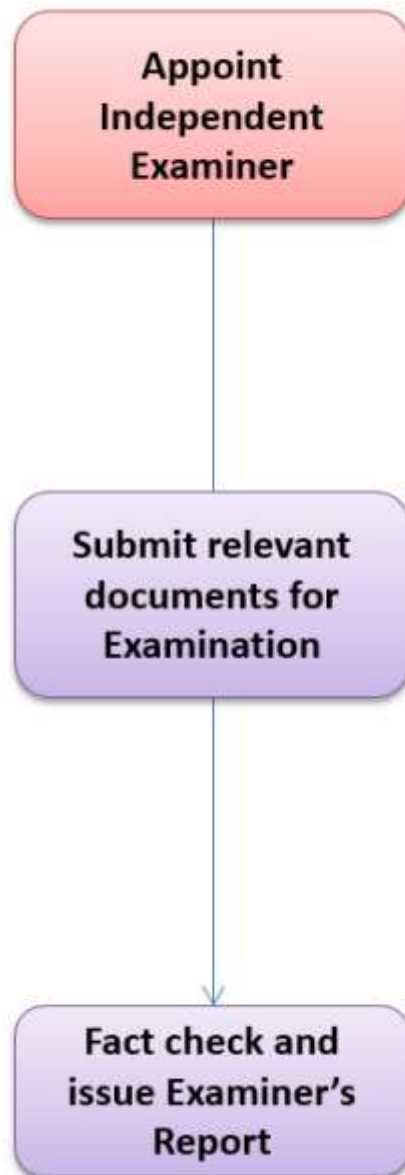 Appoint
Independent
Examiner
Submit relevant
documents for
Examination
Fact check and
issue Examiner’s
Report